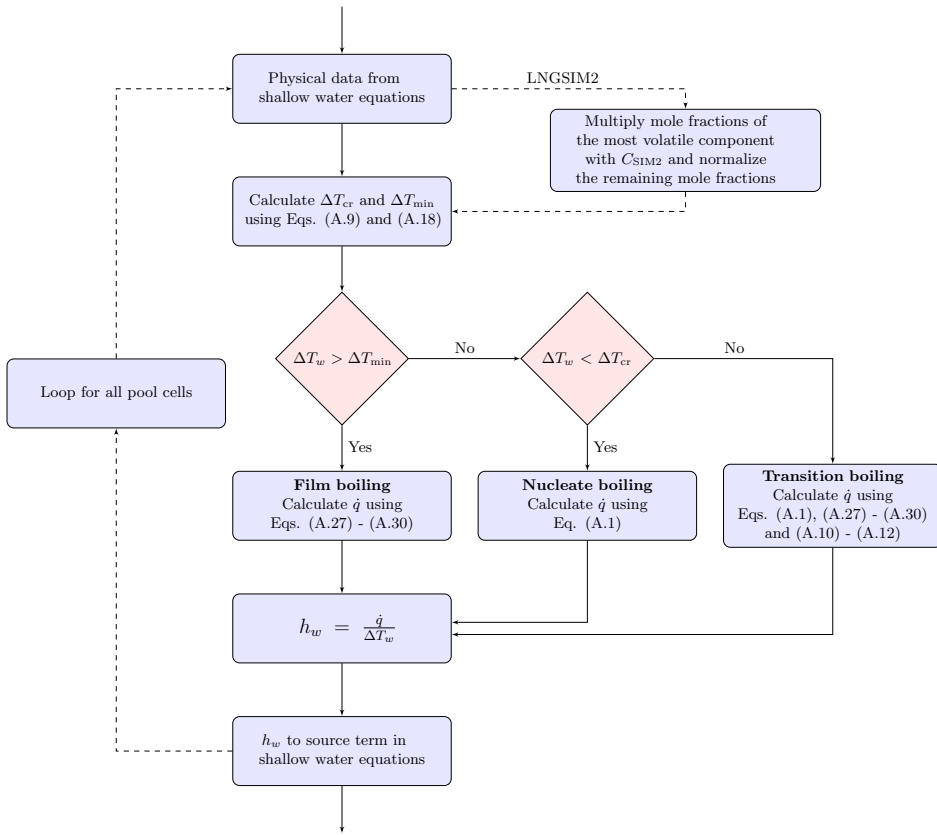 Physical data from
shallow water equations
LNGSIM2
Multiply mole fractions of
the most volatile component
with C_SIM2 and normalize
the remaining mole fractions
Calculate ΔT_cr and ΔT_min
using Eqs. (A.9) and (A.18)
ΔT_w > ΔT_min
No
ΔT_w < ΔT_cr
No
Loop for all pool cells
Yes
Yes
Film boiling
Calculate q̇ using
Eqs. (A.27) - (A.30)
Nucleate boiling
Calculate q̇ using
Eq. (A.1)
Transition boiling
Calculate q̇ using
Eqs. (A.1), (A.27) - (A.30)
and (A.10) - (A.12)
h_w = q̇/ΔT_w
h_w to source term in
shallow water equations